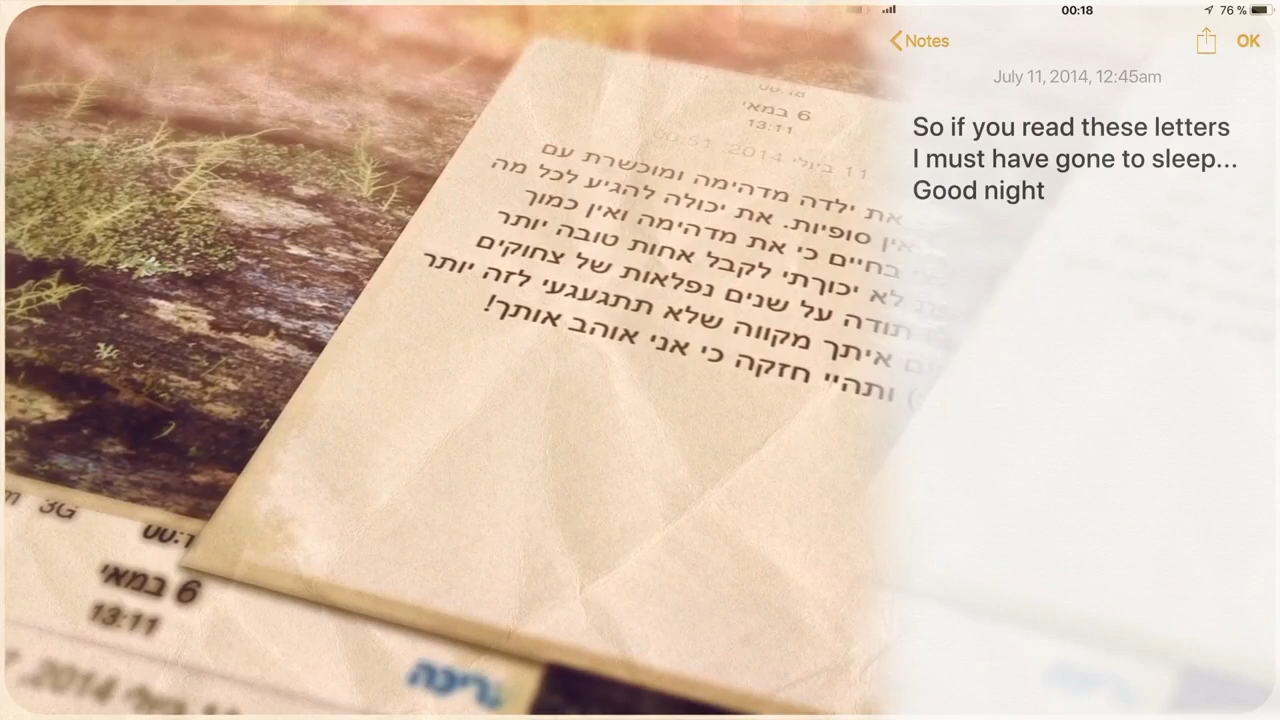 00:18
76 %
Notes
OK
July 11, 2014, 12:45am
So if you read these letters
I must have gone to sleep...
Good night
00:18
6 במאי
13:11
11 ביולי 2014, 00:51
את ילדה מדהימה ומוכשרת עם
אין סופיות. את יכולה להגיע לכל מה
בחיים כי את מדהימה ואין כמוך
לא יכורתי לקבל אחות טובה יותר
תודה על שנים נפלאות של צחוקים
איתך מקווה שלא תתגעגעי לזה יותר
ותהיי חזקה כי אני אוהב אותך!
3G
6 במאי
13:11
2014